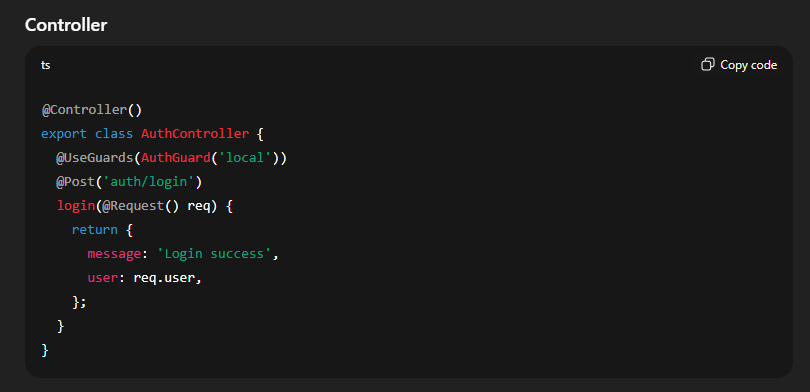 Controller
ts
Copy code
@Controller()
export class AuthController {
  @UseGuards(AuthGuard('local'))
  @Post('auth/login')
  login(@Request() req) {
    return {
      message: 'Login success',
      user: req.user,
    };
  }
}